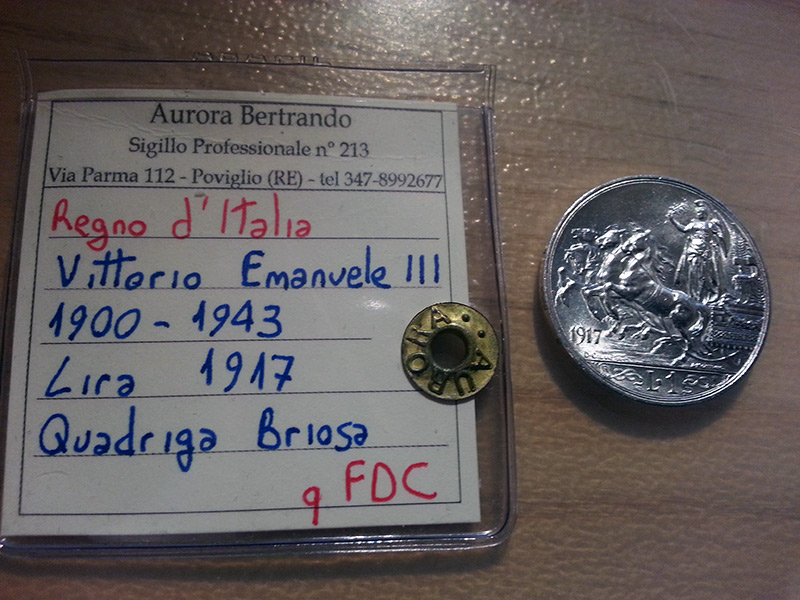 Aurora Bertrando
Sigillo Professionale n° 213
Via Parma 112 - Poviglio (RE) - tel 347-8992677
Regno d'Italia
Vittorio Emanuele III
1900 - 1943
Lira 1917
Quadriga Briosa
q FDC
AURORA
1917
L.1